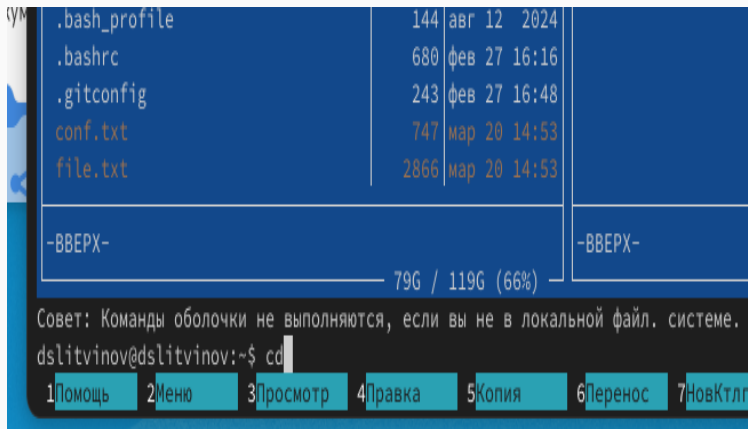 .bash_profile 144 авг 12 2024
.bashrc 680 фев 27 16:16
.gitconfig 243 фев 27 16:48
conf.txt 747 мар 20 14:53
file.txt 2866 мар 20 14:53
-ВВЕРХ- -ВВЕРХ-
79G / 119G (66%)
Совет: Команды оболочки не выполняются, если вы не в локальной файл. системе.
dslitvinov@dslitvinov:~$ cd
1Помощь 2Меню 3Просмотр 4Правка 5Копия 6Перенос 7НовКтлг